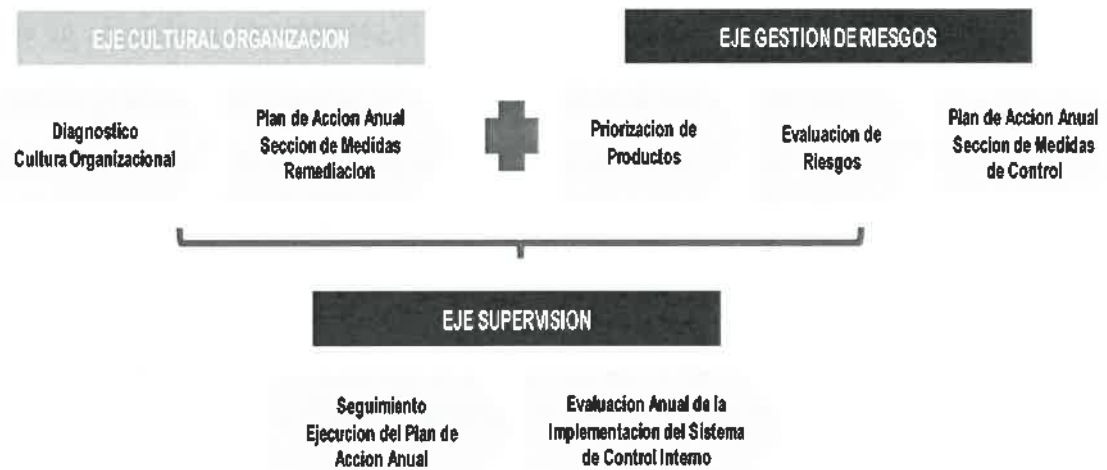 EJE CULTURAL ORGANIZACION
EJE GESTION DE RIESGOS
Diagnostico
Cultura Organizacional
Plan de Accion Anual
Seccion de Medidas
Remediacion
Priorizacion de
Productos
Evaluacion de
Riesgos
Plan de Accion Anual
Seccion de Medidas
de Control
EJE SUPERVISION
Seguimiento
Ejecucion del Plan de
Accion Anual
Evaluacion Anual de la
Implementacion del Sistema
de Control Interno